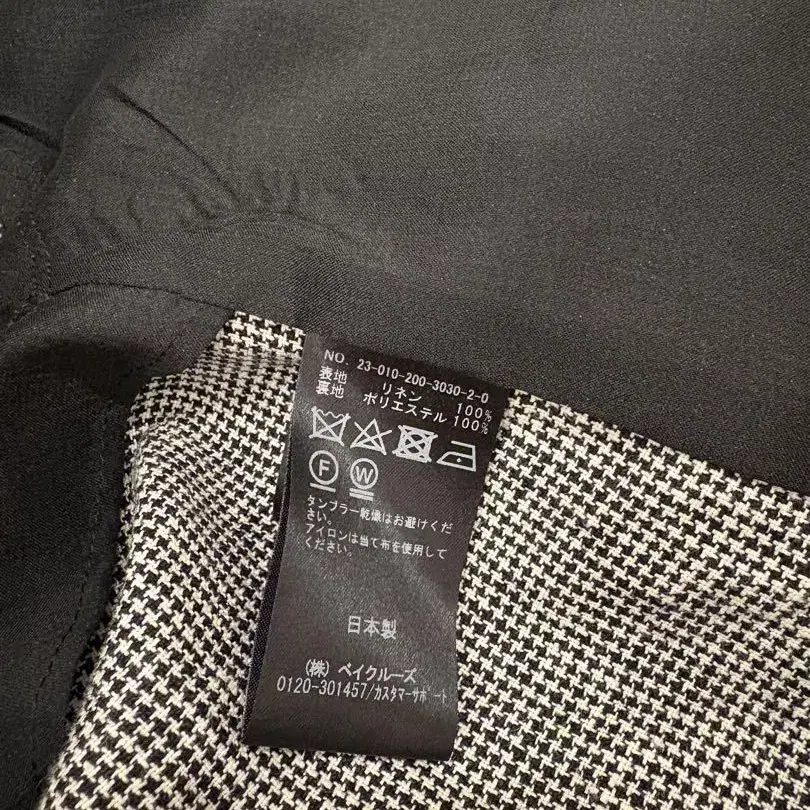 NO. 23-010-200-3030-2-0
表地 リネン 100%
裏地 ポリエステル 100%
F W
タンブラー乾燥はお避けくだ
さい。
アイロンは当て布を使用して
ください。
日本製
(株) ベイクルーズ
0120-301457/カスタマーサポート